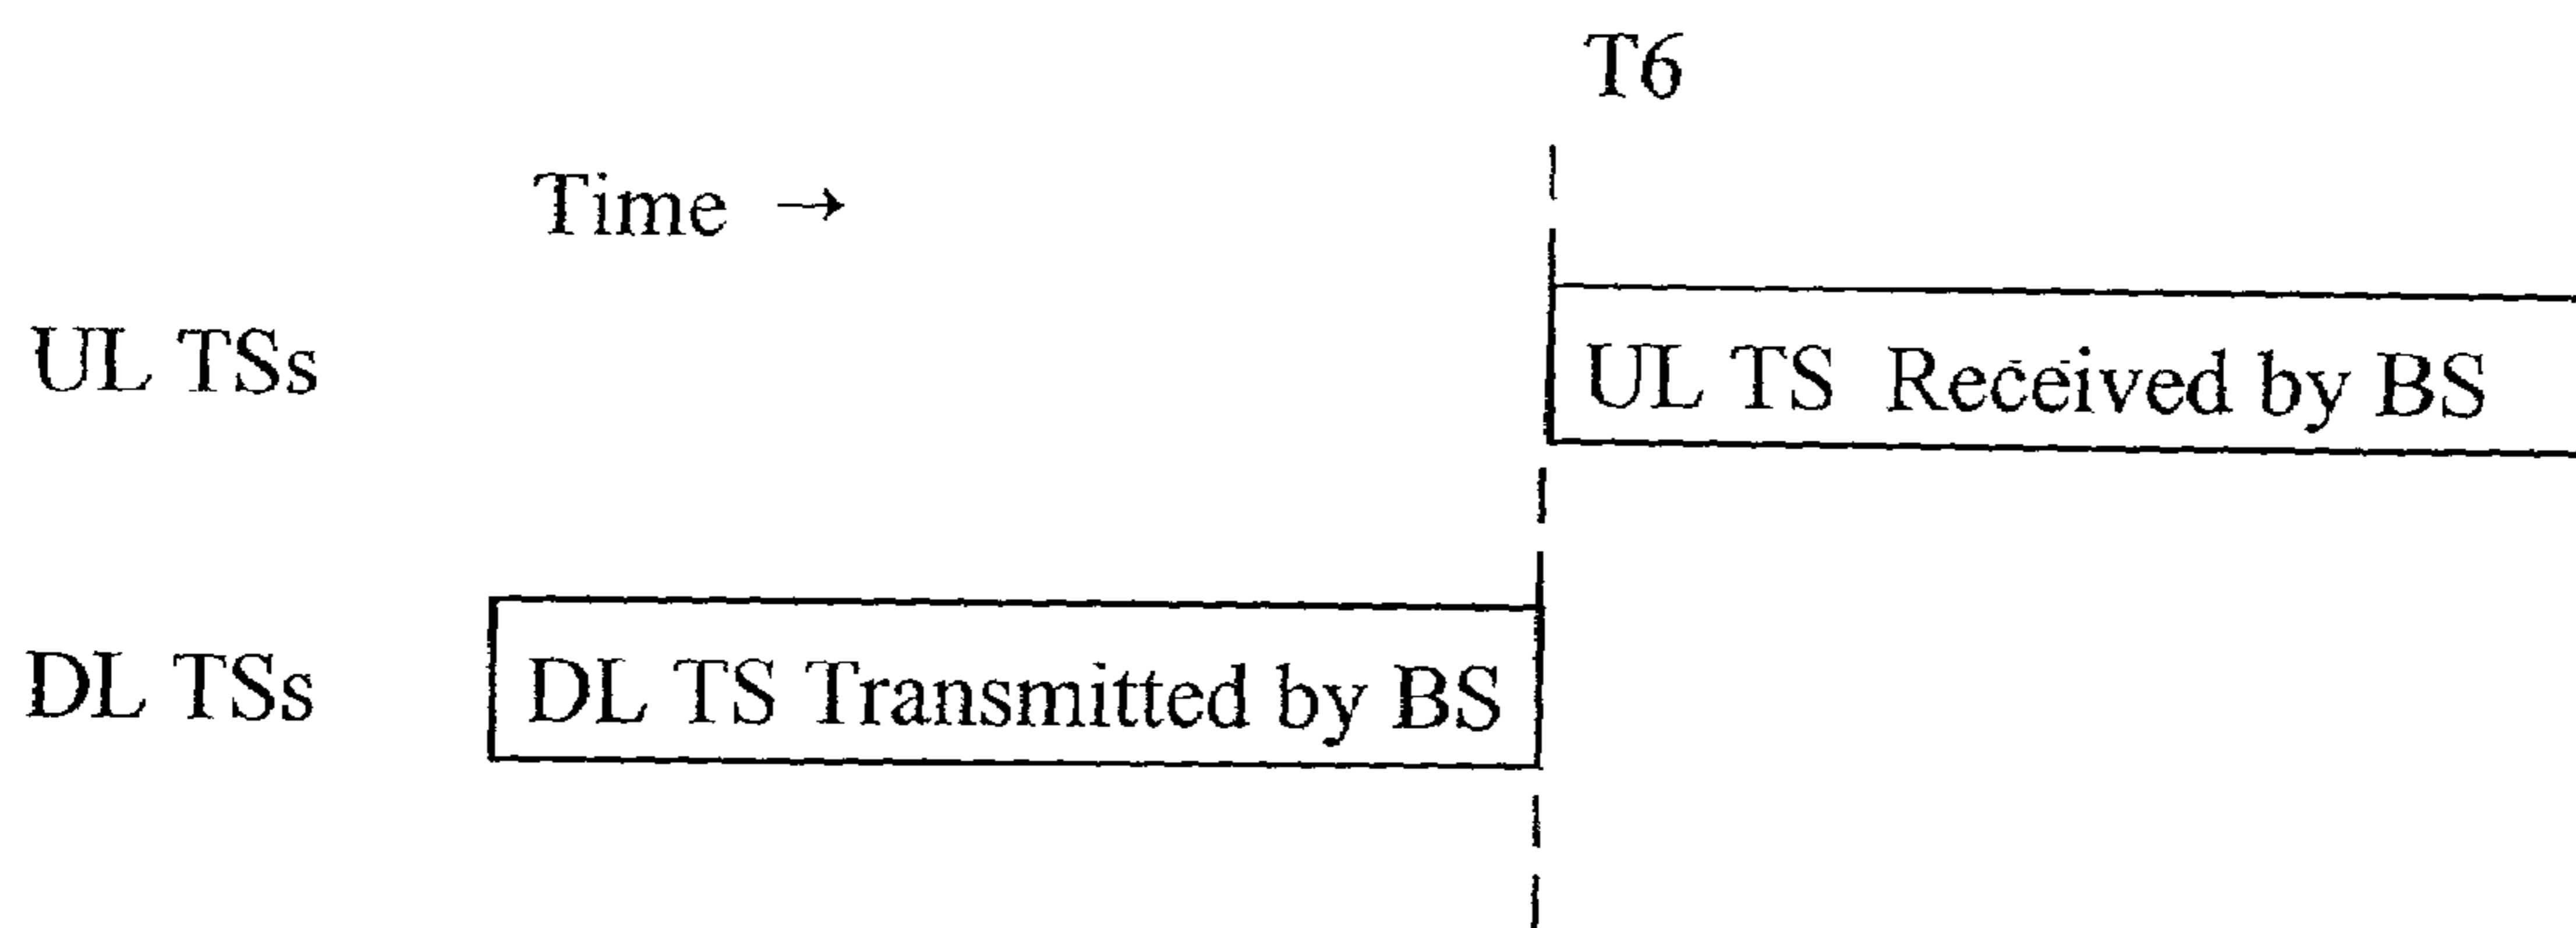 T6
Time →
UL TSs
UL TS Received by BS
DL TSs
DL TS Transmitted by BS